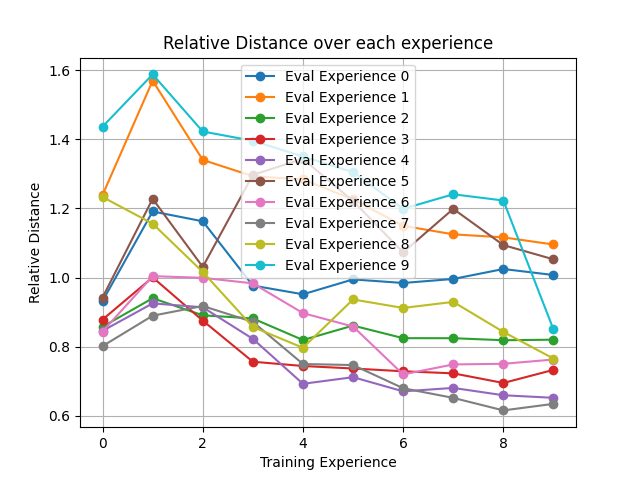 Relative Distance over each experience
1.6
1.4
1.2
1.0
0.8
0.6
Relative Distance
Eval Experience 0
Eval Experience 1
Eval Experience 2
Eval Experience 3
Eval Experience 4
Eval Experience 5
Eval Experience 6
Eval Experience 7
Eval Experience 8
Eval Experience 9
0 2 4 6 8
Training Experience